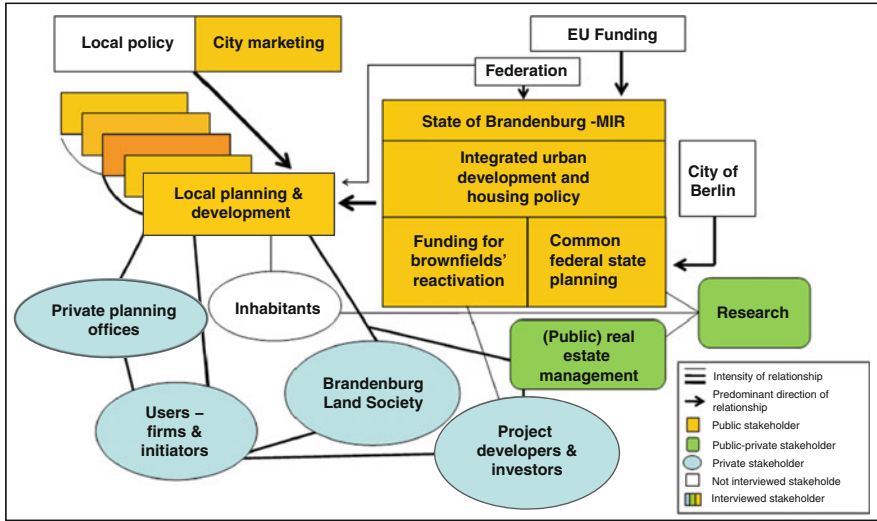 Local policy
City marketing
EU Funding
Federation
State of Brandenburg -MIR
Integrated urban
development and
housing policy
City of
Berlin
Local planning &
development
Funding for
brownfields'
reactivation
Common
federal state
planning
Private planning
offices
Inhabitants
Research
(Public) real
estate
management
Brandenburg
Land Society
Users –
firms &
initiators
Project
developers &
investors
Intensity of relationship
Predominant direction of
relationship
Public stakeholder
Public-private stakeholder
Private stakeholder
Not interviewed stakeholde
Interviewed stakeholder